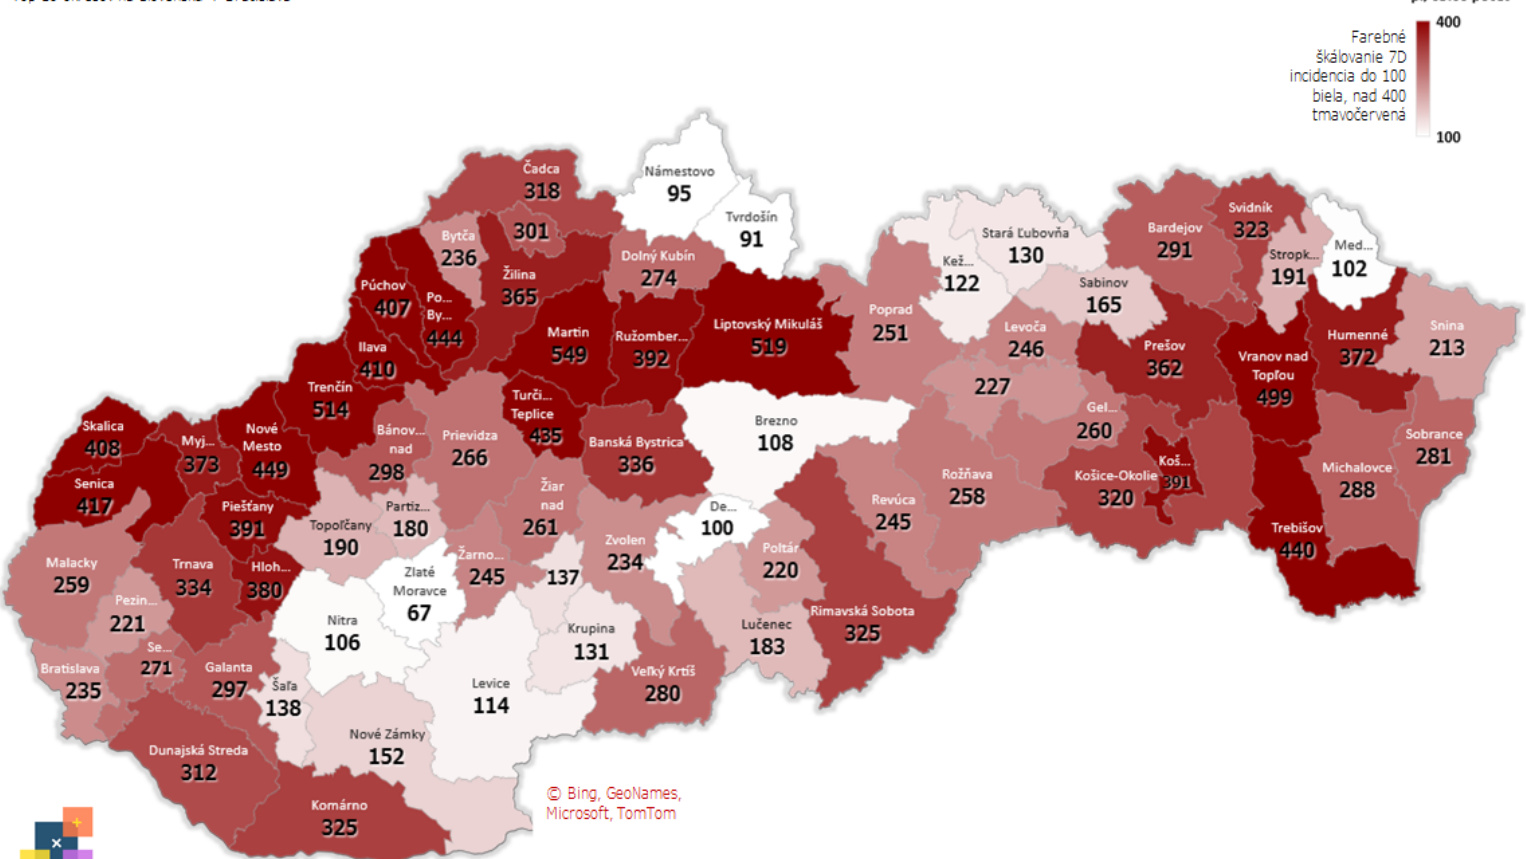 400
Farebné
škálovanie 7D
incidencia do 100
biela, nad 400
tmavočervená
100
Čadca
318
Námestovo
95
Tvrdošín
91
Bytča
236
301
Žilina
365
Dolný Kubín
274
Púchov
407
Po...
By...
444
Ilava
410
Martin
549
Ružomber...
392
Liptovský Mikuláš
519
Poprad
251
Kež...
122
Stará Ľubovňa
130
Sabinov
165
Levoča
246
Bardejov
291
Svidník
323
Stropk...
191
Med...
102
Prešov
362
Vranov nad
Topľou
499
Humenné
372
Snina
213
Trenčín
514
Turči...
Teplice
435
227
Gel...
260
Skalica
408
Myj...
373
Nové
Mesto
449
Bánov...
nad
298
Prievidza
266
Banská Bystrica
336
Brezno
108
Sobrance
281
Senica
417
Piešťany
391
Topoľčany
190
Partiz...
180
Žiar
nad
261
Zvolen
234
De...
100
Revúca
245
Rožňava
258
Košice-Okolie
320
Koš...
391
Michalovce
288
Trebišov
440
Malacky
259
Trnava
334
Hloh...
380
Zlaté
Moravce
67
Žarno...
245
137
Poltár
220
Pezin...
221
Nitra
106
Krupina
131
Lučenec
183
Rimavská Sobota
325
Bratislava
235
Se...
271
Galanta
297
Šaľa
138
Levice
114
Veľký Krtíš
280
Dunajská Streda
312
Nové Zámky
152
Komárno
325
© Bing, GeoNames,
Microsoft, TomTom